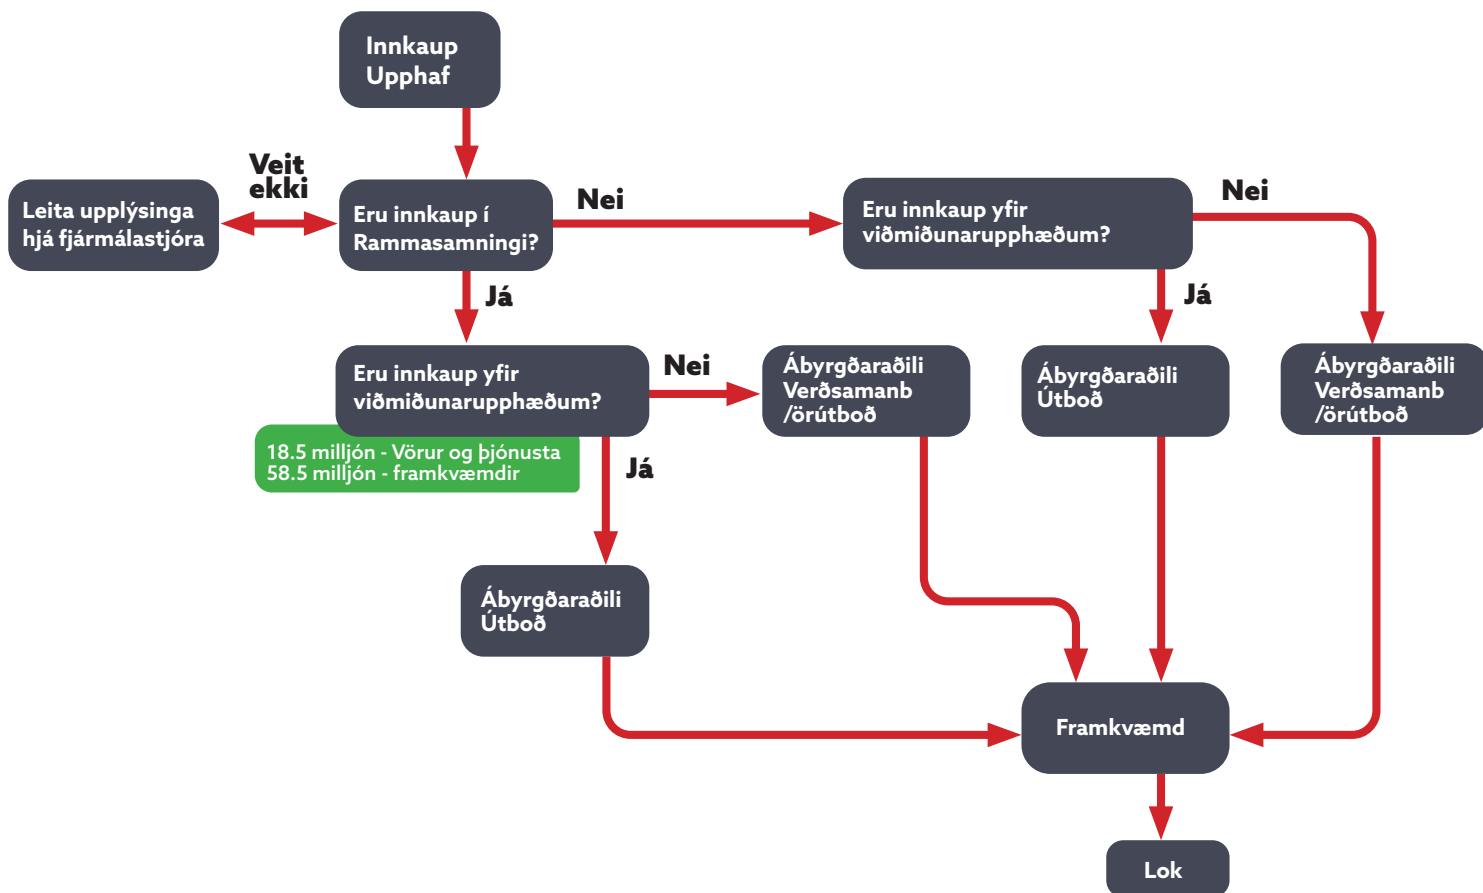 Innkaup
Upphaf
Veit
ekki
Leita upplýsinga
hjá fjármálastjóra
Eru innkaup í
Rammasamningi?
Nei
Eru innkaup yfir
viðmiðunarupphæðum?
Nei
Já
Já
Eru innkaup yfir
viðmiðunarupphæðum?
Nei
Ábyrgðaraðili
Verðsamanb
/örútboð
Ábyrgðaraðili
Útboð
Ábyrgðaraðili
Verðsamanb
/örútboð
18.5 milljón - Vörur og þjónusta
58.5 milljón - framkvæmdir
Já
Ábyrgðaraðili
Útboð
Framkvæmd
Lok